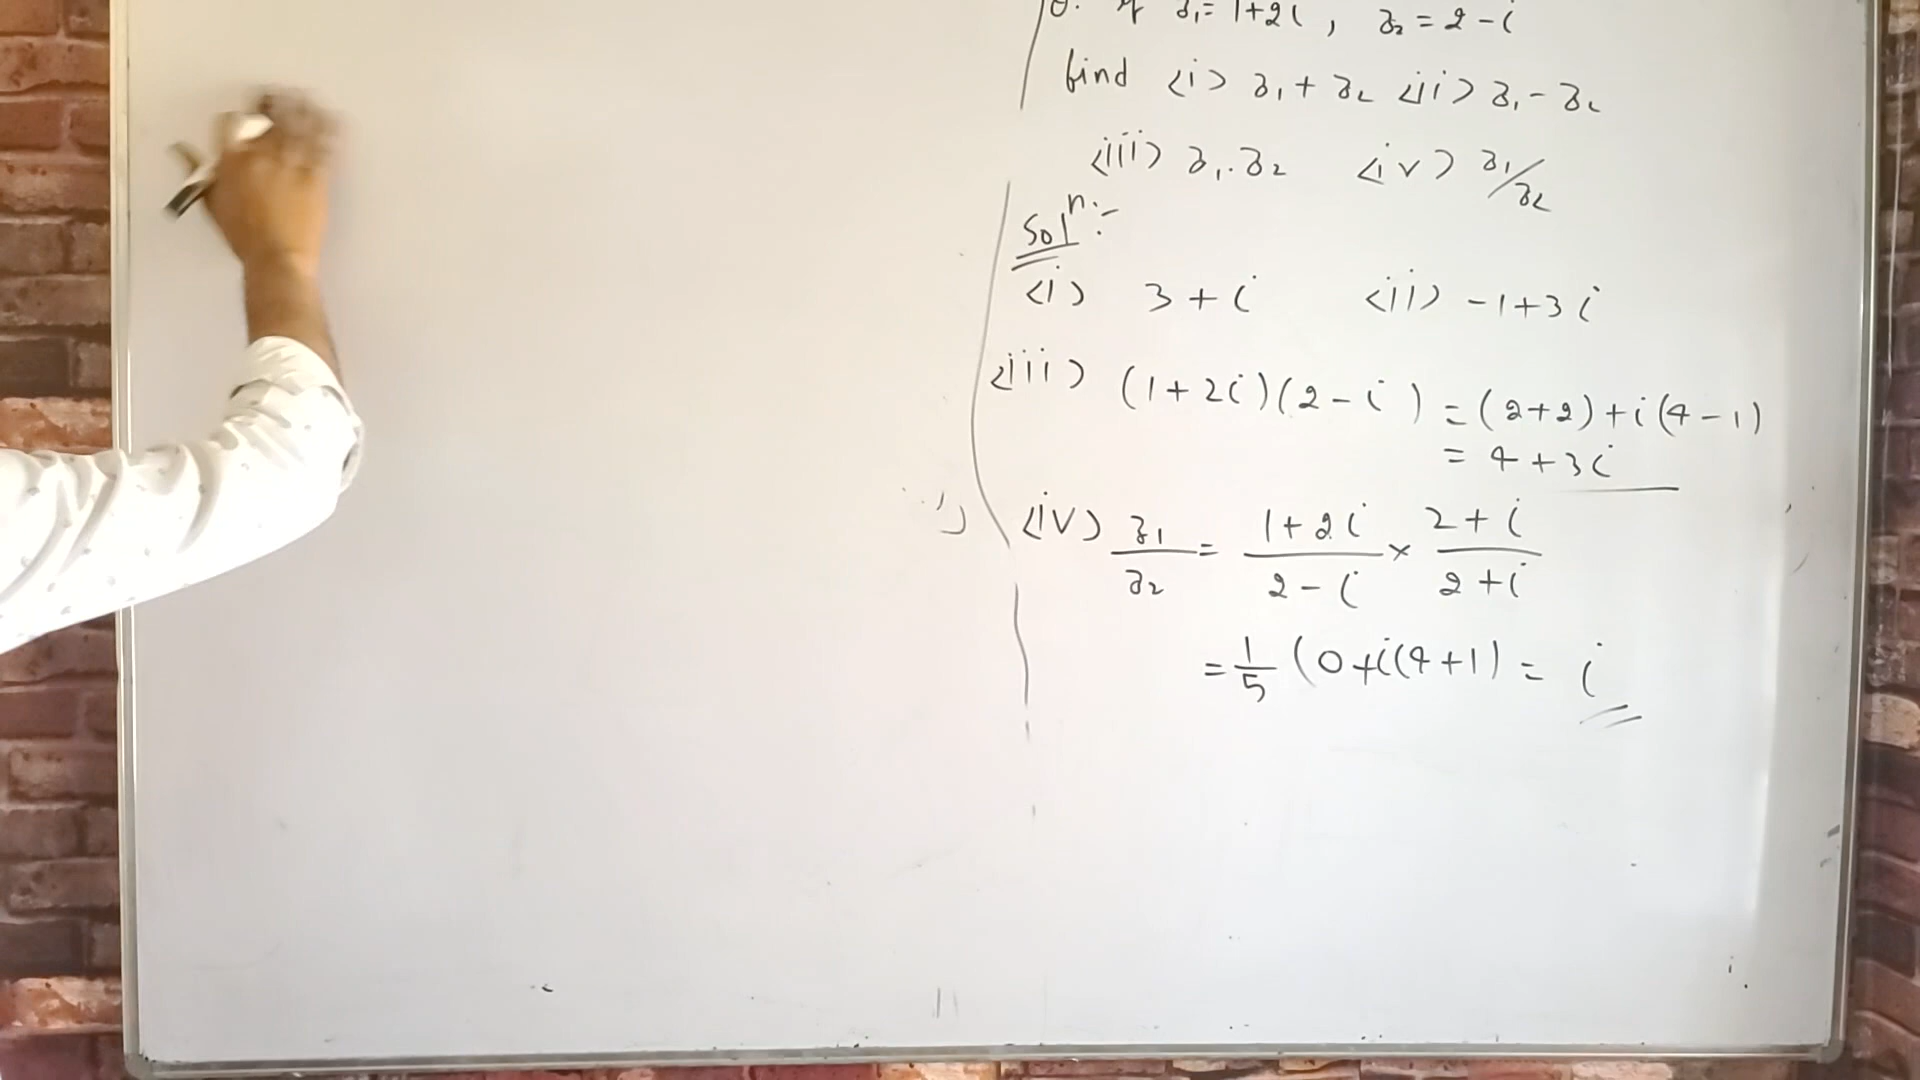 Q. If z₁ = 1+2i, z₂ = 2-i
find <i> z₁ + z₂ <ii> z₁ - z₂
<iii> z₁.z₂ <iv> z₁/z₂
Solⁿ:-
<i> 3+i <ii> -1+3i
<iii> (1+2i)(2-i) = (2+2)+i(4-1)
= 4+3i
<iv> z₁/z₂ = 1+2i/2-i × 2+i/2+i
= 1/5 (0+i(4+1) = i